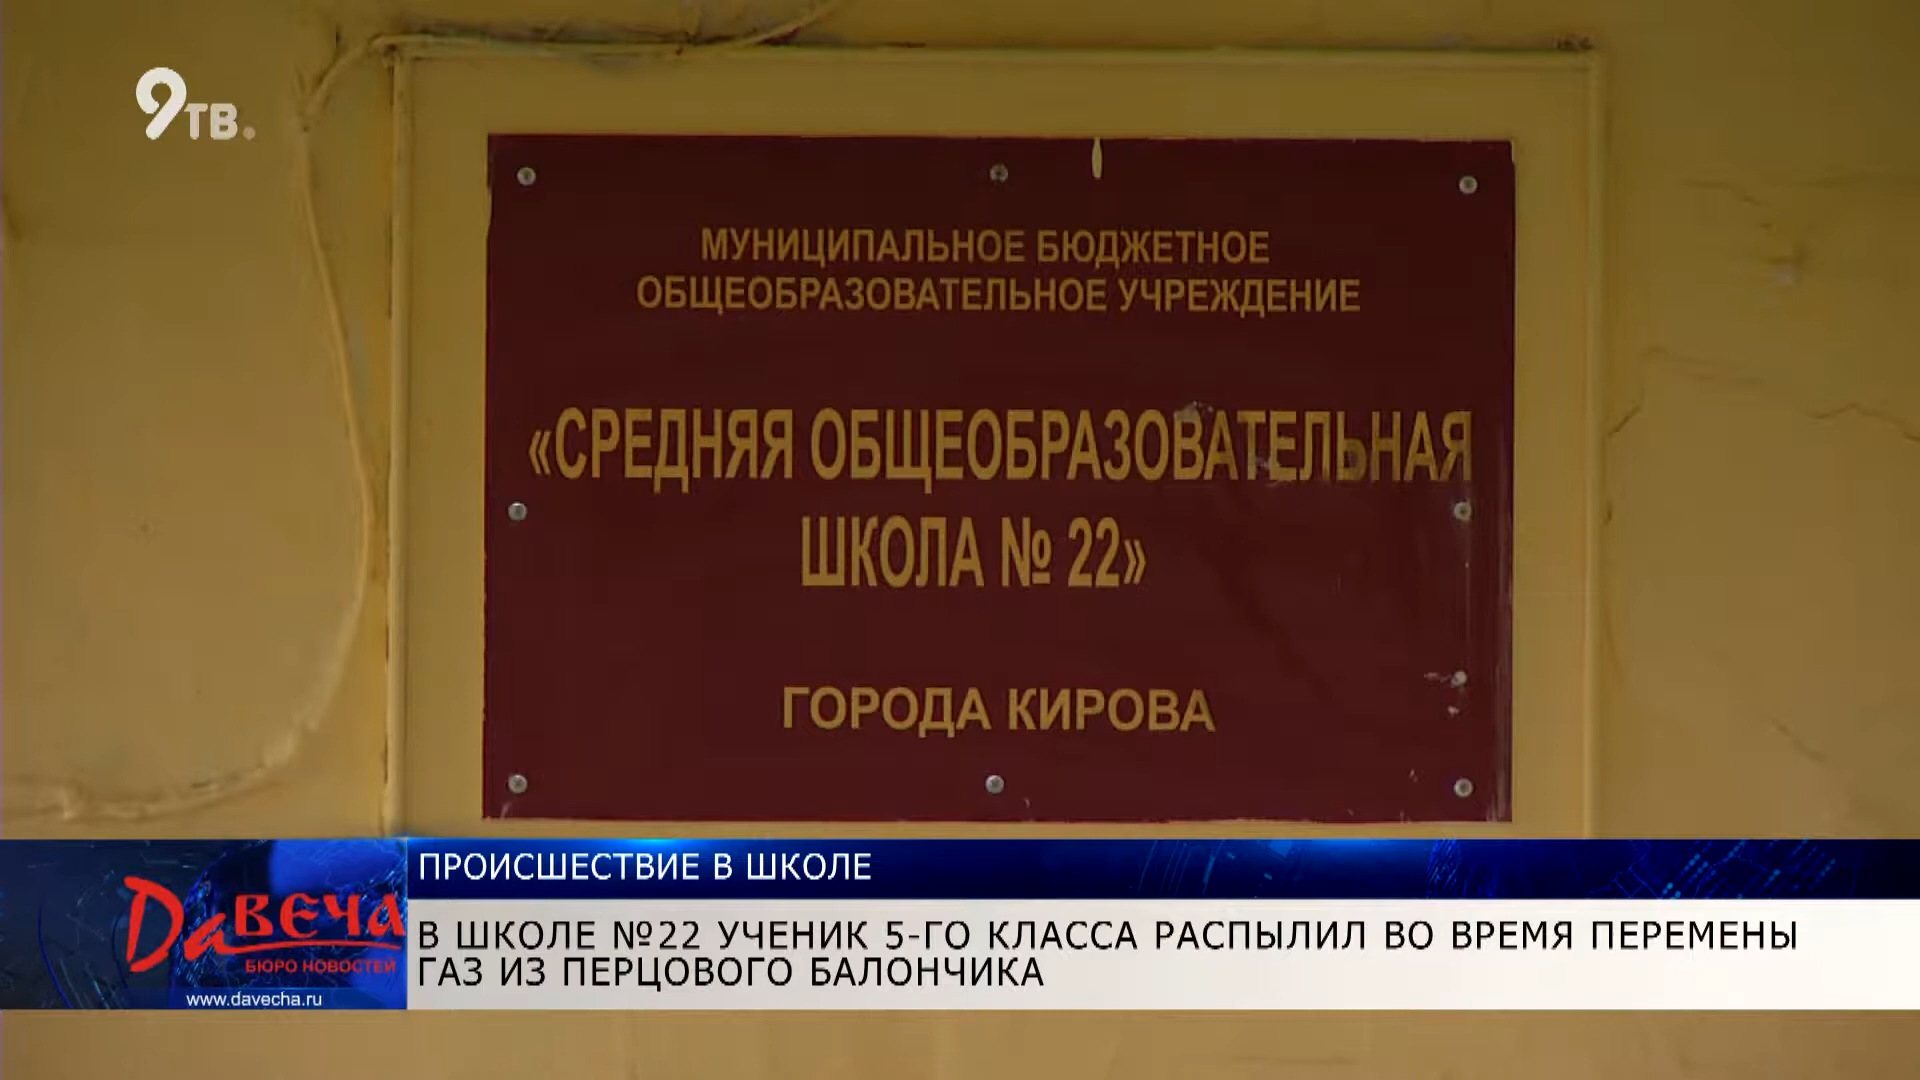 9ТВ.
МУНИЦИПАЛЬНОЕ БЮДЖЕТНОЕ
ОБЩЕОБРАЗОВАТЕЛЬНОЕ УЧРЕЖДЕНИЕ
«СРЕДНЯЯ ОБЩЕОБРАЗОВАТЕЛЬНАЯ
ШКОЛА № 22»
ГОРОДА КИРОВА
ПРОИСШЕСТВИЕ В ШКОЛЕ
ДаВЕЧА
БЮРО НОВОСТЕЙ
www.davecha.ru
В ШКОЛЕ №22 УЧЕНИК 5-ГО КЛАССА РАСПЫЛИЛ ВО ВРЕМЯ ПЕРЕМЕНЫ
ГАЗ ИЗ ПЕРЦОВОГО БАЛОНЧИКА